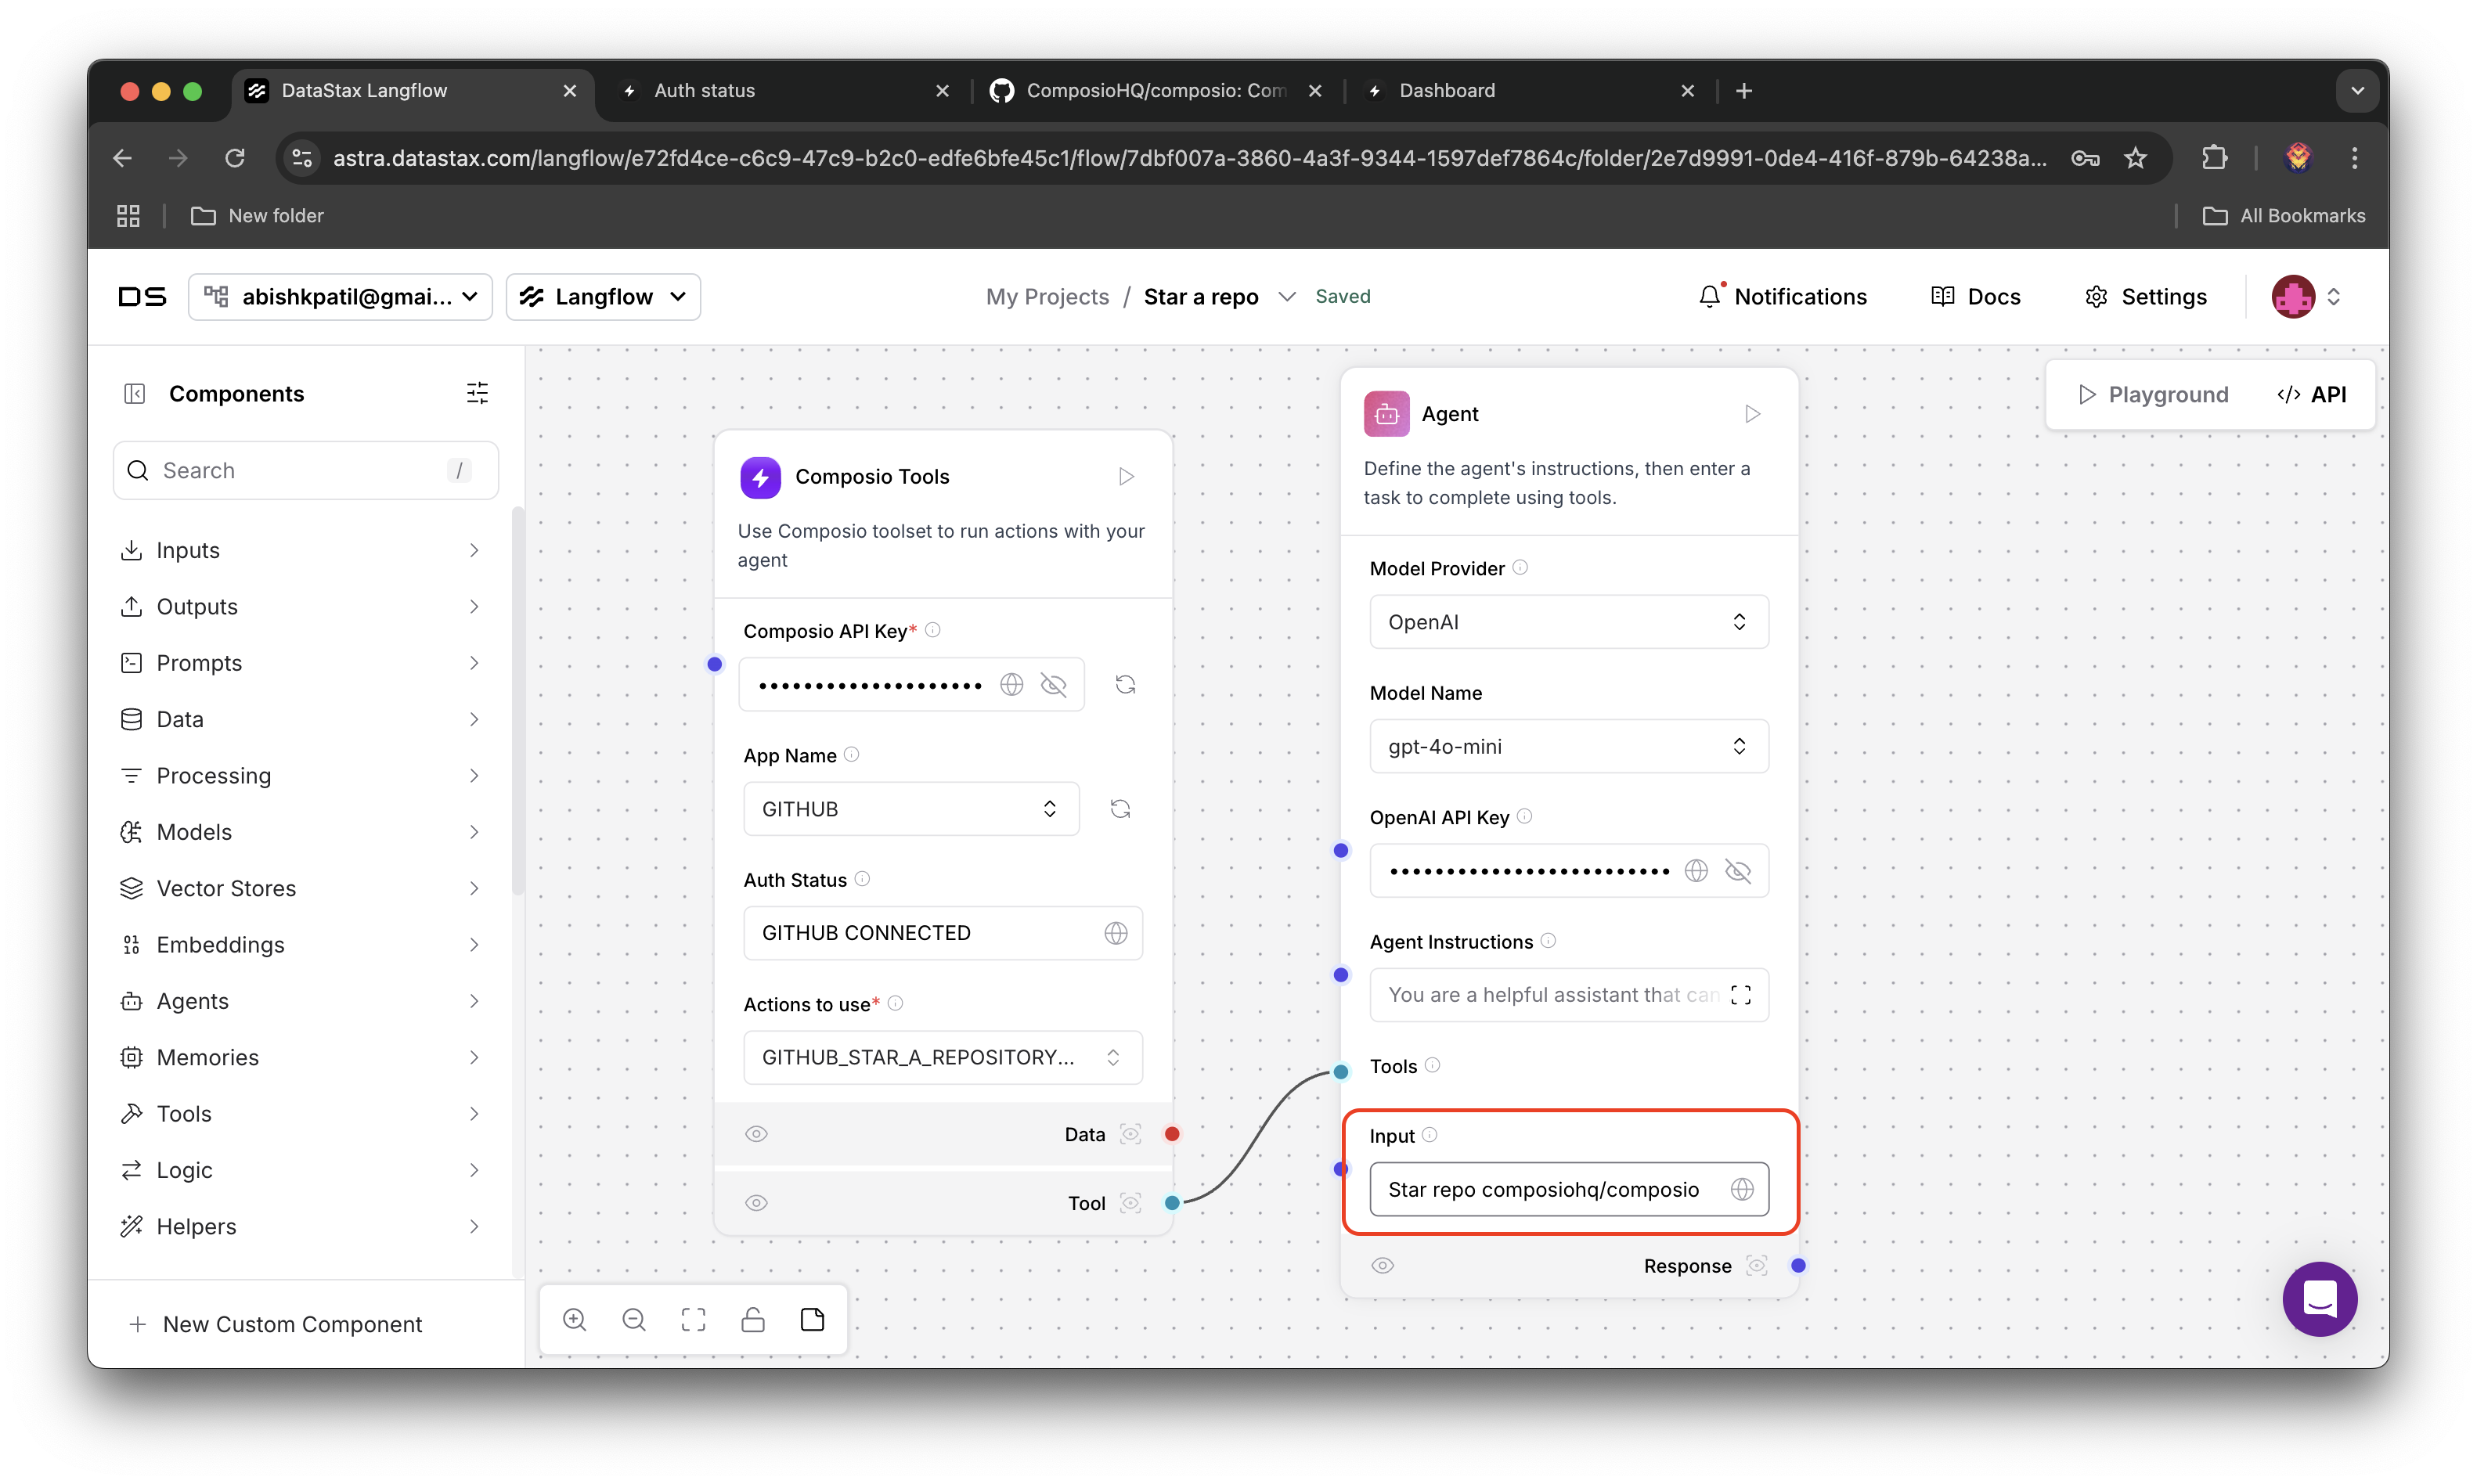 DataStax Langflow
Auth status
ComposioHQ/composio: Com
Dashboard
astra.datastax.com/langflow/e72fd4ce-c6c9-47c9-b2c0-edfe6bfe45c1/flow/7dbf007a-3860-4a3f-9344-1597def7864c/folder/2e7d9991-0de4-416f-879b-64238a...
New folder
All Bookmarks
DS
abishkpatil@gmai...
Langflow
My Projects / Star a repo
Saved
Notifications
Docs
Settings
Components
Search /
Inputs
Outputs
Prompts
Data
Processing
Models
Vector Stores
Embeddings
Agents
Memories
Tools
Logic
Helpers
New Custom Component
Composio Tools
Use Composio toolset to run actions with your
agent
Composio API Key*
App Name
GITHUB
Auth Status
GITHUB CONNECTED
Actions to use*
GITHUB_STAR_A_REPOSITORY...
Data
Tool
Agent
Define the agent's instructions, then enter a
task to complete using tools.
Model Provider
OpenAI
Model Name
gpt-4o-mini
OpenAI API Key
Agent Instructions
You are a helpful assistant that can
Tools
Input
Star repo composiohq/composio
Response
Playground
API